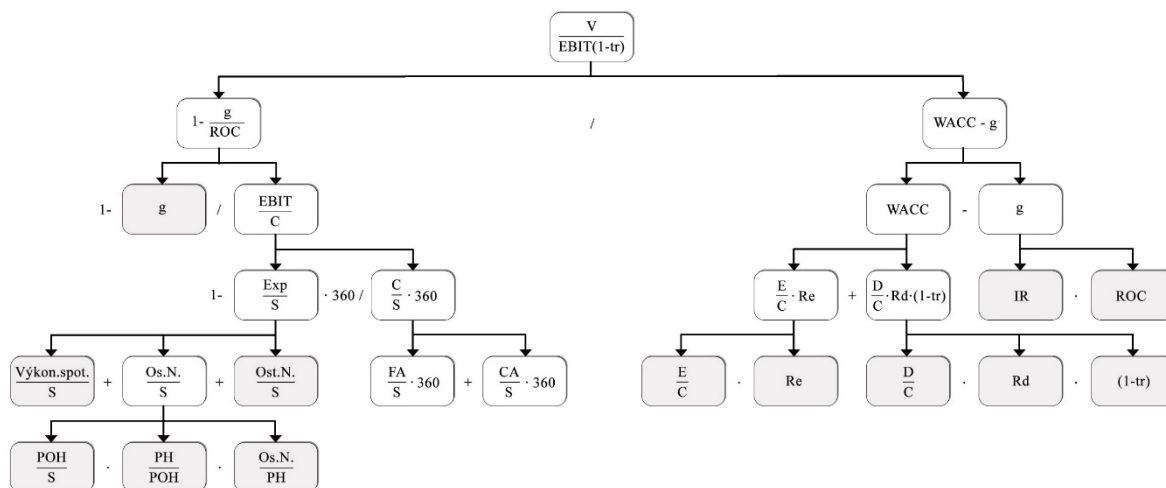 V
EBIT(1-tr)
1- g
ROC
/
WACC - g
1-
g
/
EBIT
C
WACC
-
g
1-
Exp
S
· 360 /
C
S
· 360
E
C
· Re
+
D
C
· Rd·(1-tr)
IR
·
ROC
Výkon.spot.
S
+
Os.N.
S
+
Ost.N.
S
FA
S
· 360
+
CA
S
· 360
E
C
·
Re
D
C
·
Rd
·
(1-tr)
POH
S
·
PH
POH
·
Os.N.
PH